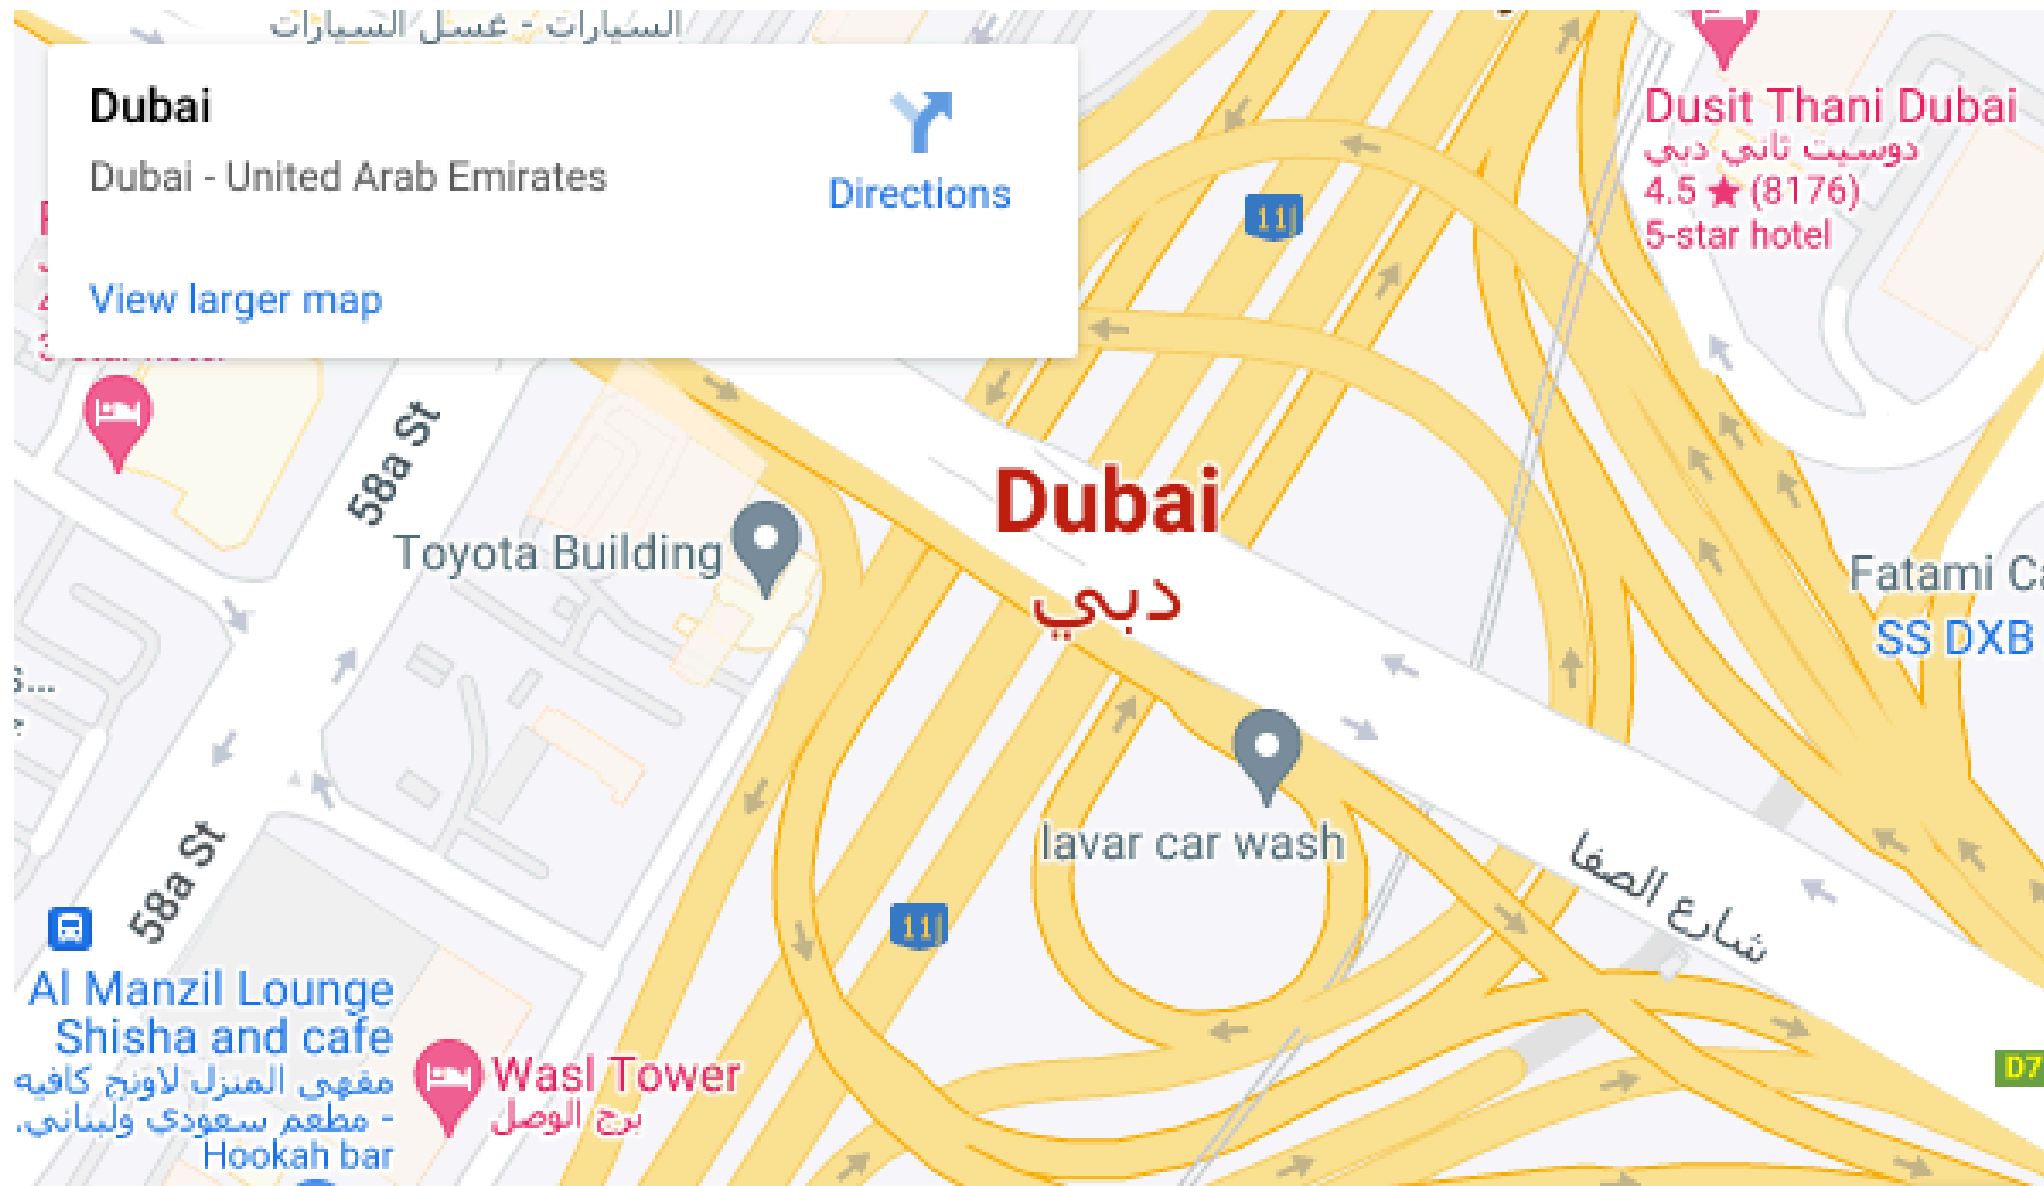 السيارات - غسل السيارات
Dubai
Dubai - United Arab Emirates
Directions
View larger map
Dusit Thani Dubai
دوسيت ثاني دبي
4.5 ★ (8176)
5-star hotel
11
58a St
Toyota Building
Dubai
دبي
Fatami
SS DXB
lavar car wash
شارع الصفا
58a St
11
Al Manzil Lounge
Shisha and cafe
مقهى المنزل لاونج كافيه
- مطعم سعودي ولبناني،
Hookah bar
Wasl Tower
برج الوصل
D7